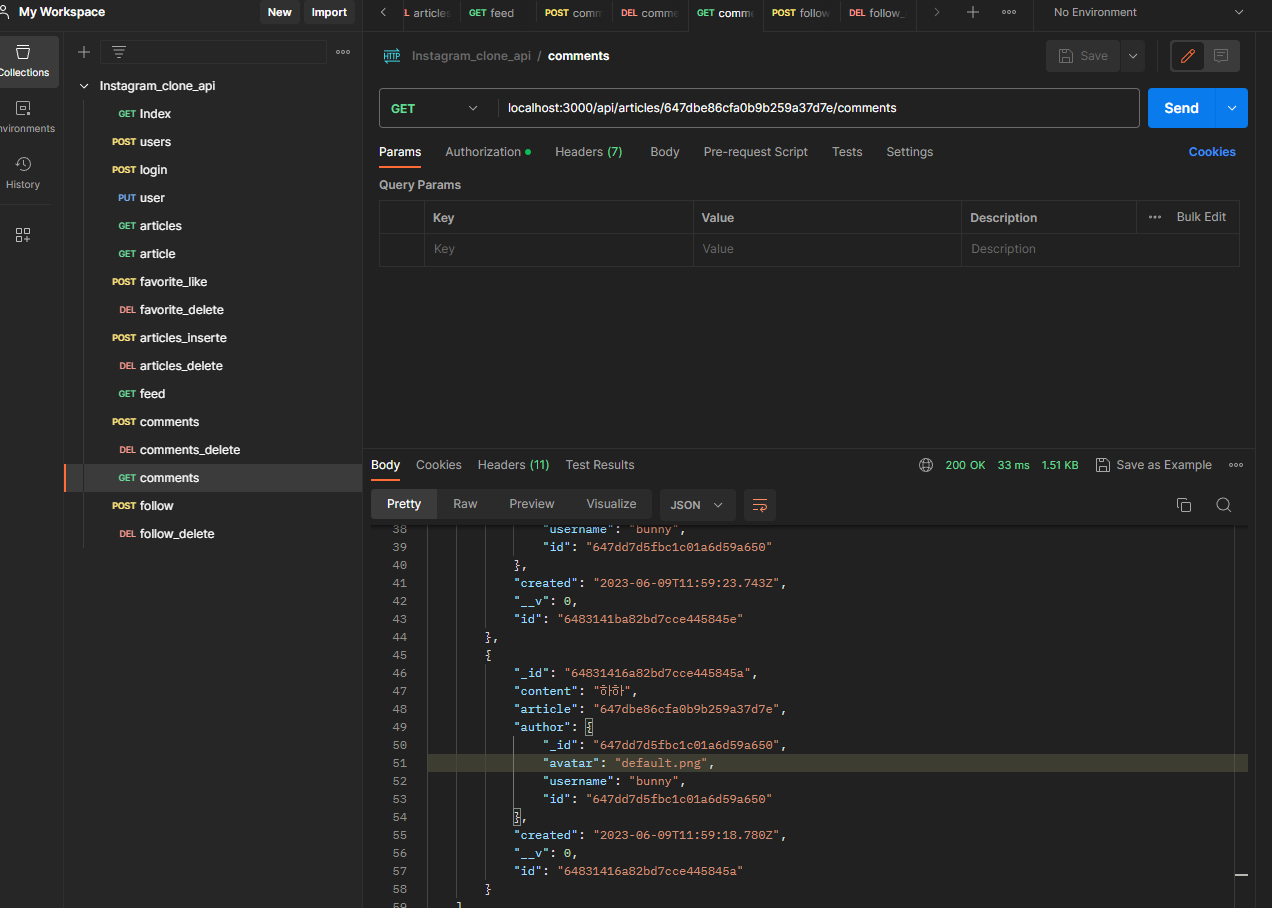 My Workspace
New
Import
articles
GET feed
POST comm
DEL comme
GET comme
POST follow
DEL follow_
No Environment
Collections
Instagram_clone_api / comments
Save
Instagram_clone_api
GET Index
GET
localhost:3000/api/articles/647dbe86cfa0b9b259a37d7e/comments
Send
nvironments
POST users
Params
Authorization
Headers (7)
Body
Pre-request Script
Tests
Settings
Cookies
POST login
History
Query Params
PUT user
Key
Value
Description
Bulk Edit
GET articles
Key
Value
Description
GET article
POST favorite_like
DEL favorite_delete
POST articles_inserte
DEL articles_delete
GET feed
POST comments
DEL comments_delete
GET comments
POST follow
DEL follow_delete
Body
Cookies
Headers (11)
Test Results
200 OK
33 ms
1.51 KB
Save as Example
Pretty
Raw
Preview
Visualize
JSON
38 "username": "bunny",
39 "id": "647dd7d5fbc1c01a6d59a650"
40 },
41 "created": "2023-06-09T11:59:23.743Z",
42 "__v": 0,
43 "id": "6483141ba82bd7cce445845e"
44 },
45 {
46 "_id": "64831416a82bd7cce445845a",
47 "content": "하하",
48 "article": "647dbe86cfa0b9b259a37d7e",
49 "author": {
50 "_id": "647dd7d5fbc1c01a6d59a650",
51 "avatar": "default.png",
52 "username": "bunny",
53 "id": "647dd7d5fbc1c01a6d59a650"
54 },
55 "created": "2023-06-09T11:59:18.780Z",
56 "__v": 0,
57 "id": "64831416a82bd7cce445845a"
58 }
59 ]